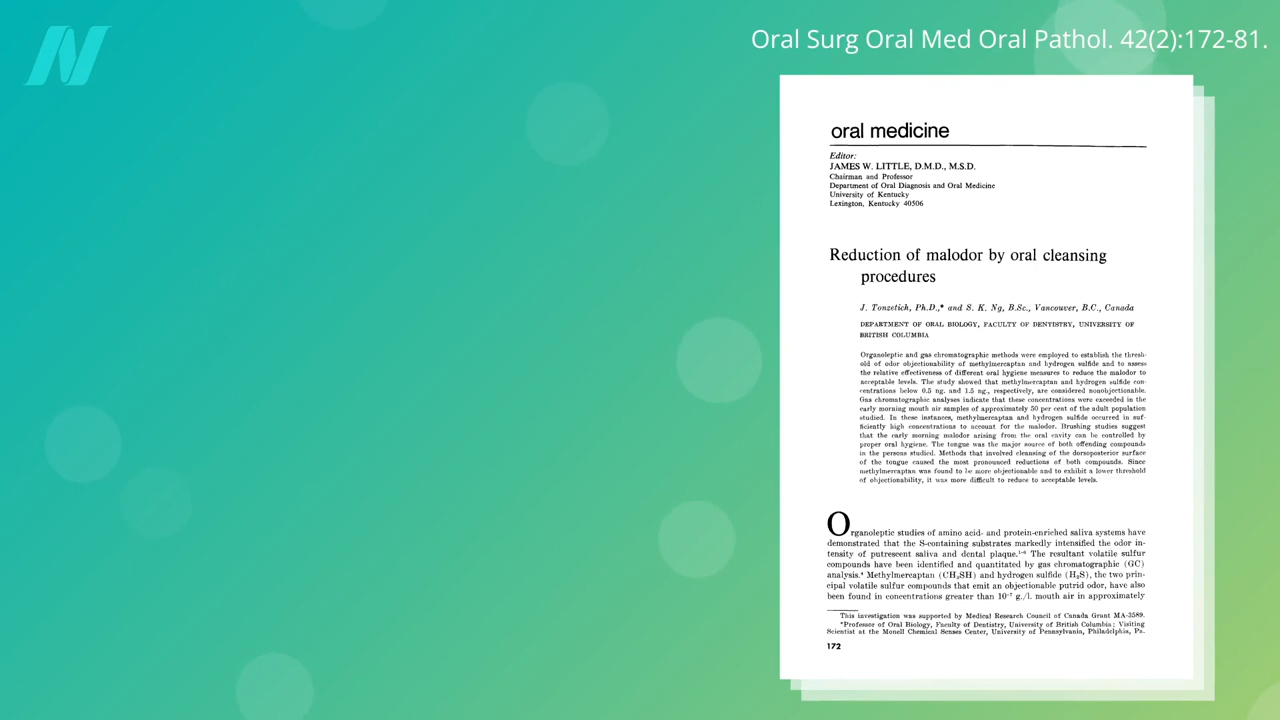 Oral Surg Oral Med Oral Pathol. 42(2):172-81.
oral medicine
Editor:
JAMES W. LITTLE, D.M.D., M.S.D.
Chairman and Professor
Department of Oral Diagnosis and Oral Medicine
University of Kentucky
Lexington, Kentucky 40506
Reduction of malodor by oral cleansing
procedures
J. Tonzetich, Ph.D.,* and S. K. Ng, B.Sc., Vancouver, B.C., Canada
DEPARTMENT OF ORAL BIOLOGY, FACULTY OF DENTISTRY, UNIVERSITY OF
BRITISH COLUMBIA
Organoleptic and gas chromatographic methods were employed to establish the thresh-
old of odor objectionability of methylmercaptan and hydrogen sulfide and to assess
the relative effectiveness of different oral hygiene measures to reduce the malodor to
acceptable levels. The study showed that methylmercaptan and hydrogen sulfide con-
centrations below 0.5 ng. and 1.5 ng., respectively, are considered nonobjectionable.
Gas chromatographic analyses indicate that these concentrations were exceeded in the
early morning mouth air samples of approximately 50 per cent of the adult population
studied. In these instances, methylmercaptan and hydrogen sulfide occurred in suf-
ficiently high concentrations to account for the malodor. Brushing studies suggest
that the early morning malodor arising from the oral cavity can be controlled by
proper oral hygiene. The tongue was the major source of both offending compounds
in the persons studied. Methods that involved cleansing of the dorsoposterior surface
of the tongue caused the most pronounced reductions of both compounds. Since
methylmercaptan was found to be more objectionable and to exhibit a lower threshold
of objectionability, it was more difficult to reduce to acceptable levels.
Organoleptic studies of amino acid- and protein-enriched saliva systems have
demonstrated that the S-containing substrates markedly intensified the odor in-
tensity of putrescent saliva and dental plaque.¹⁻⁶ The resultant volatile sulfur
compounds have been identified and quantitated by gas chromatographic (GC)
analysis.⁴ Methylmercaptan (CH₃SH) and hydrogen sulfide (H₂S), the two prin-
cipal volatile sulfur compounds that emit an objectionable putrid odor, have also
been found in concentrations greater than 10⁻⁷ g./l. mouth air in approximately
This investigation was supported by Medical Research Council of Canada Grant MA-3589.
*Professor of Oral Biology, Faculty of Dentistry, University of British Columbia; Visiting
Scientist at the Monell Chemical Senses Center, University of Pennsylvania, Philadelphia, Pa.
172